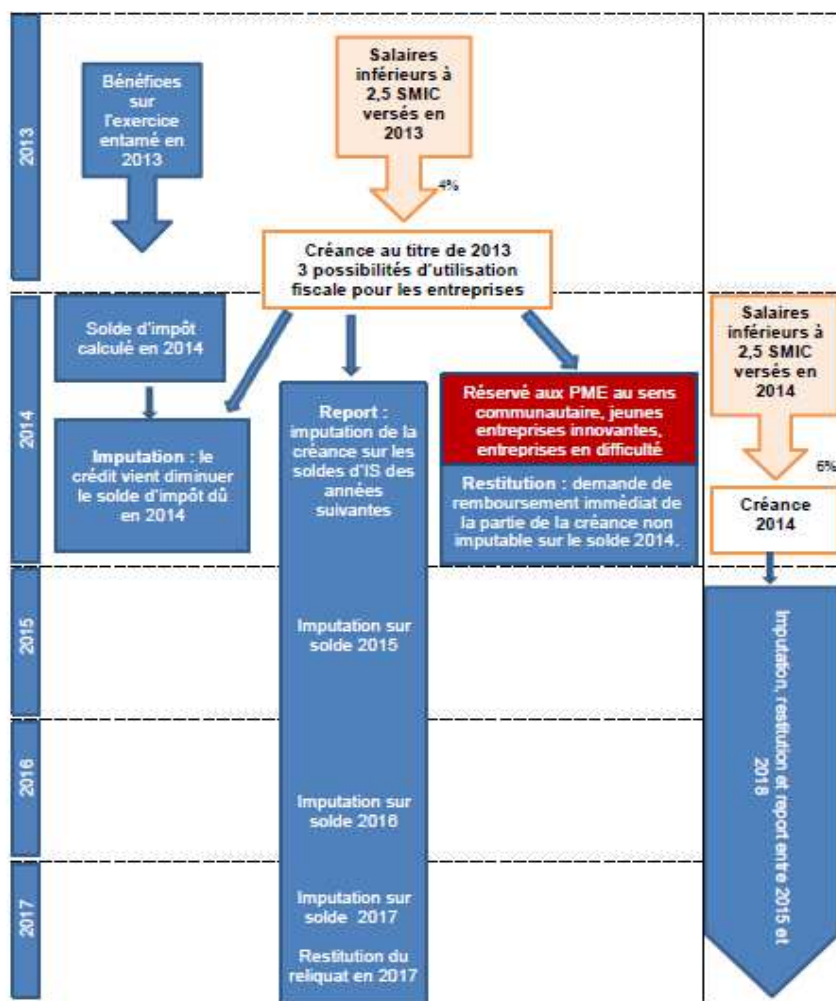 2013
Bénéfices
sur
l'exercice
entamé en
2013
Salaires
inférieurs à
2,5 SMIC
versés en
2013
4%
Créance au titre de 2013
3 possibilités d'utilisation
fiscale pour les entreprises
2014
Solde d'impôt
calculé en 2014
Imputation : le
crédit vient diminuer
le solde d'impôt dû
en 2014
Report :
imputation de la
créance sur les
soldes d'IS des
années
suivantes
Réservé aux PME au sens
communautaire, jeunes
entreprises innovantes,
entreprises en difficulté
Restitution : demande de
remboursement immédiat de
la partie de la créance non
imputable sur le solde 2014.
Salaires
inférieurs à
2,5 SMIC
versés en
2014
6%
Créance
2014
2015
Imputation sur
solde 2015
2016
Imputation sur
solde 2016
2017
Imputation sur
solde 2017
Restitution du
reliquat en 2017
Imputation, restitution et report entre 2015 et
2018